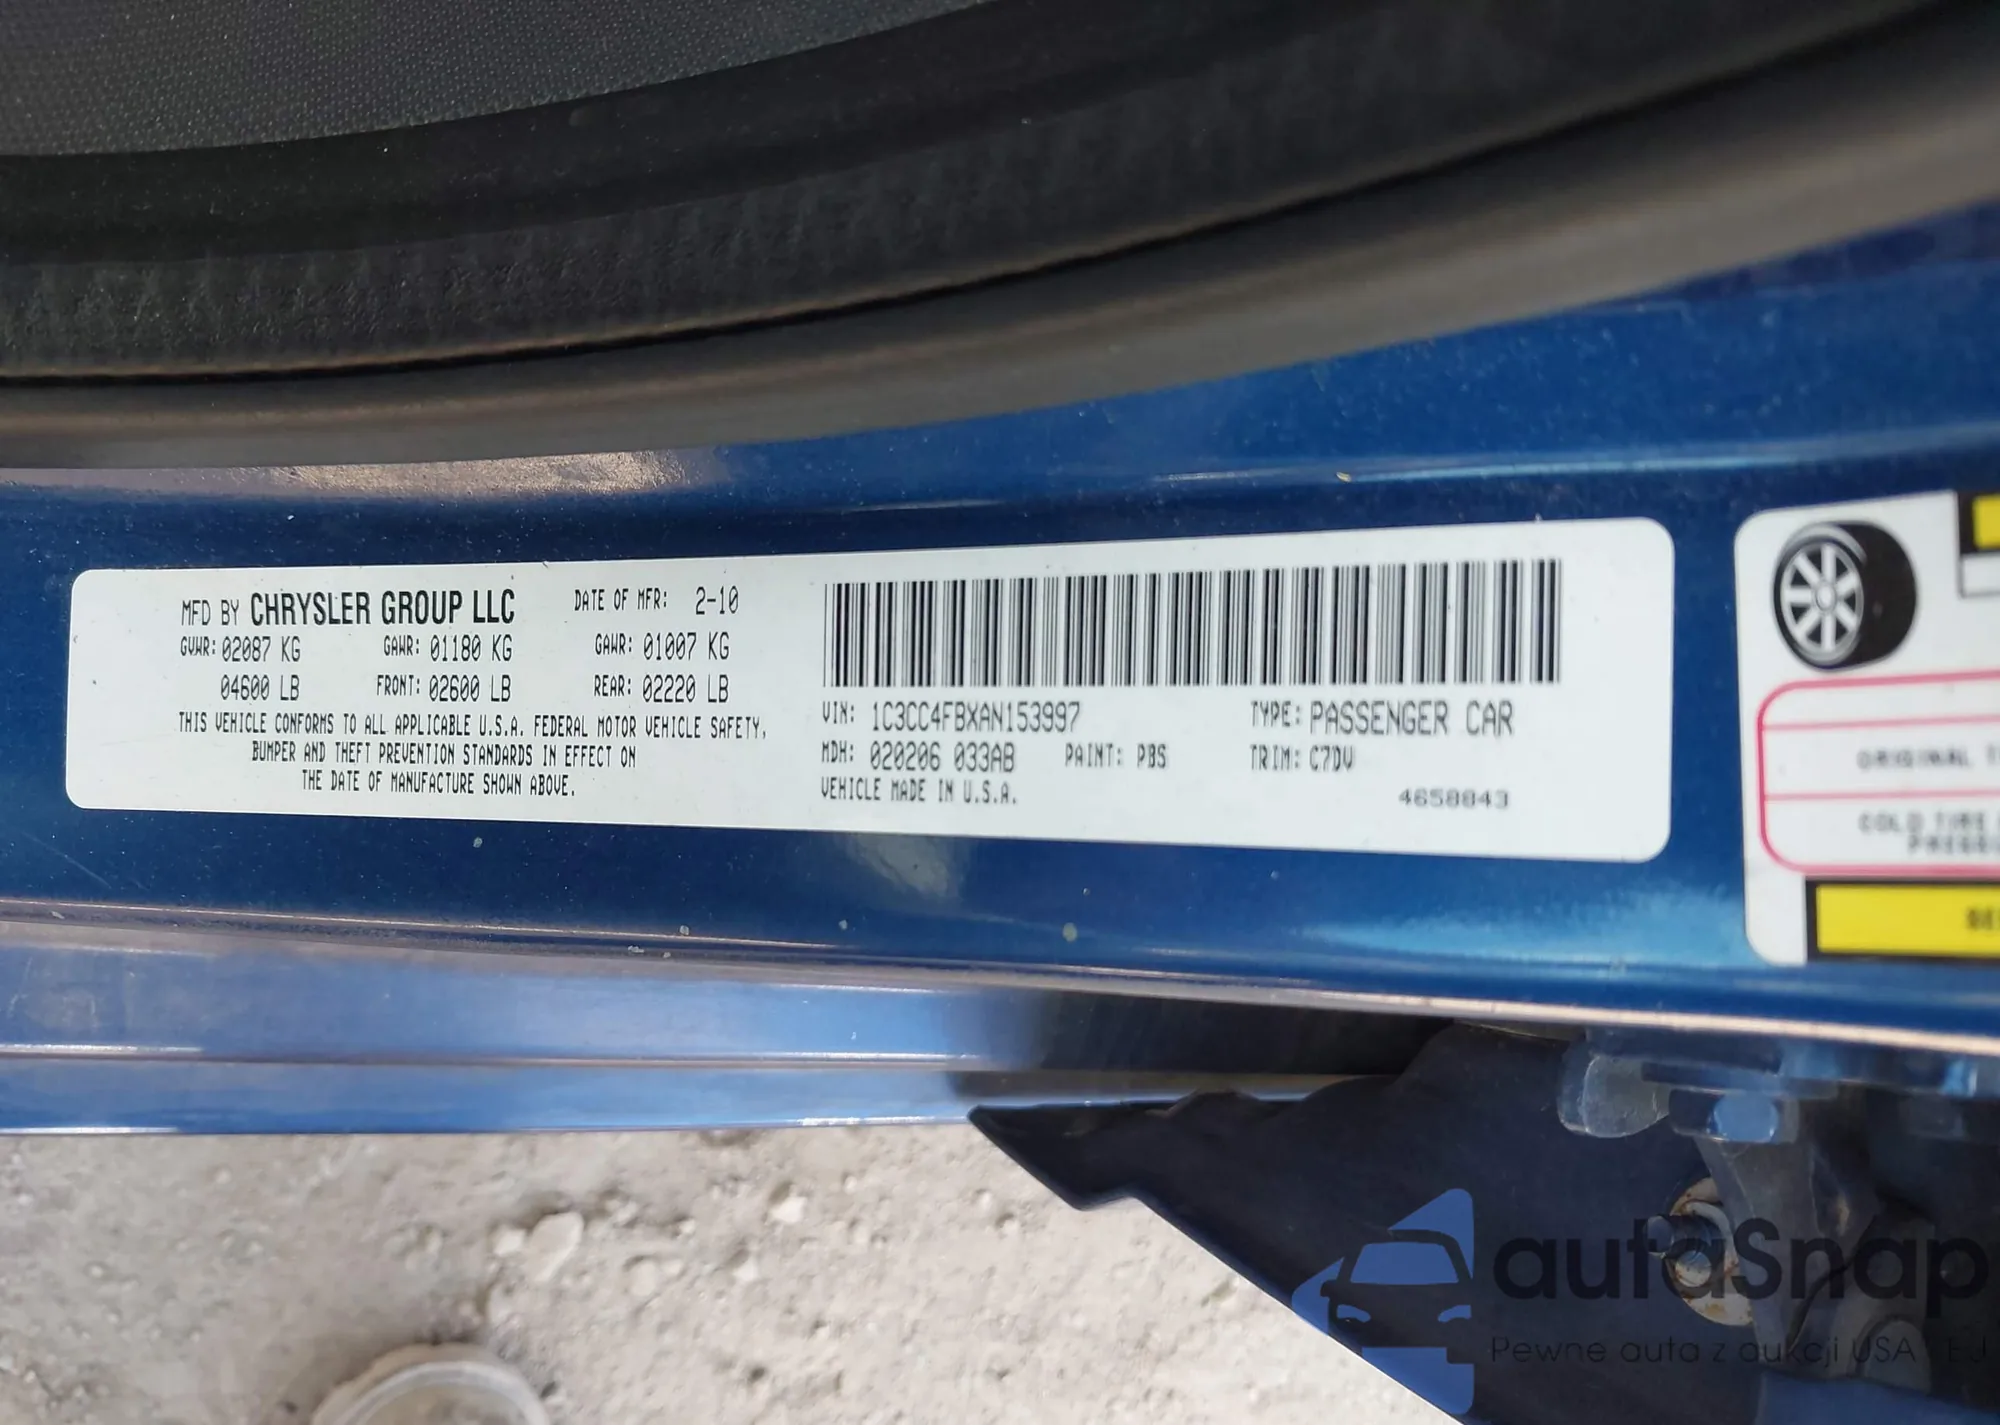 MFD BY CHRYSLER GROUP LLC DATE OF MFR: 2-10
GVWR: 02087 KG GAWR: 01180 KG GAWR: 01007 KG
04600 LB FRONT: 02600 LB REAR: 02220 LB
THIS VEHICLE CONFORMS TO ALL APPLICABLE U.S.A. FEDERAL MOTOR VEHICLE SAFETY,
BUMPER AND THEFT PREVENTION STANDARDS IN EFFECT ON
THE DATE OF MANUFACTURE SHOWN ABOVE.
VIN: 1C3CC4FBXAN153997 TYPE: PASSENGER CAR
MDH: 020206 033AB PAINT: PBS TRIM: C7DV
VEHICLE MADE IN U.S.A.
4658843
ORIGINAL
COLD TIRE
autaSnap
Pewne auta z aukcji USA